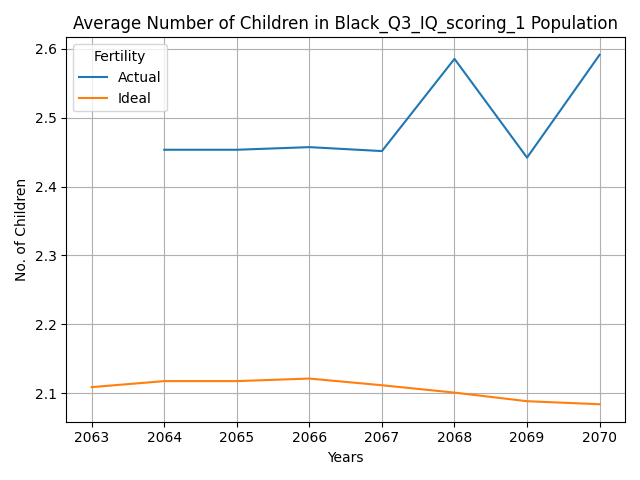 Average Number of Children in Black_Q3_IQ_scoring_1 Population
Fertility
Actual
Ideal
No. of Children
2.6
2.5
2.4
2.3
2.2
2.1
2063 2064 2065 2066 2067 2068 2069 2070
Years